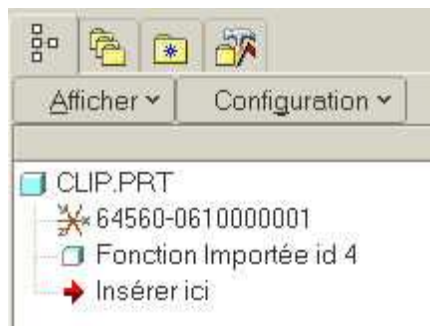 Afficher Configuration
CLIP.PRT
64560-0610000001
Fonction Importée id 4
Insérer ici